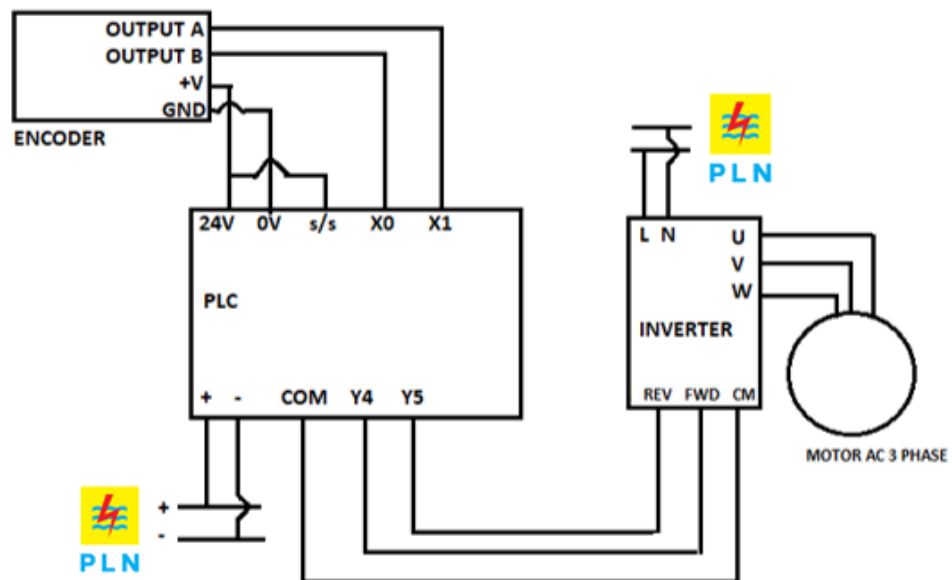 OUTPUT A
OUTPUT B
+V
GND
ENCODER
PLN
24V 0V s/s X0 X1
L N U
V
W
PLC
INVERTER
+ - COM Y4 Y5
REV FWD CM
MOTOR AC 3 PHASE
+
-
PLN